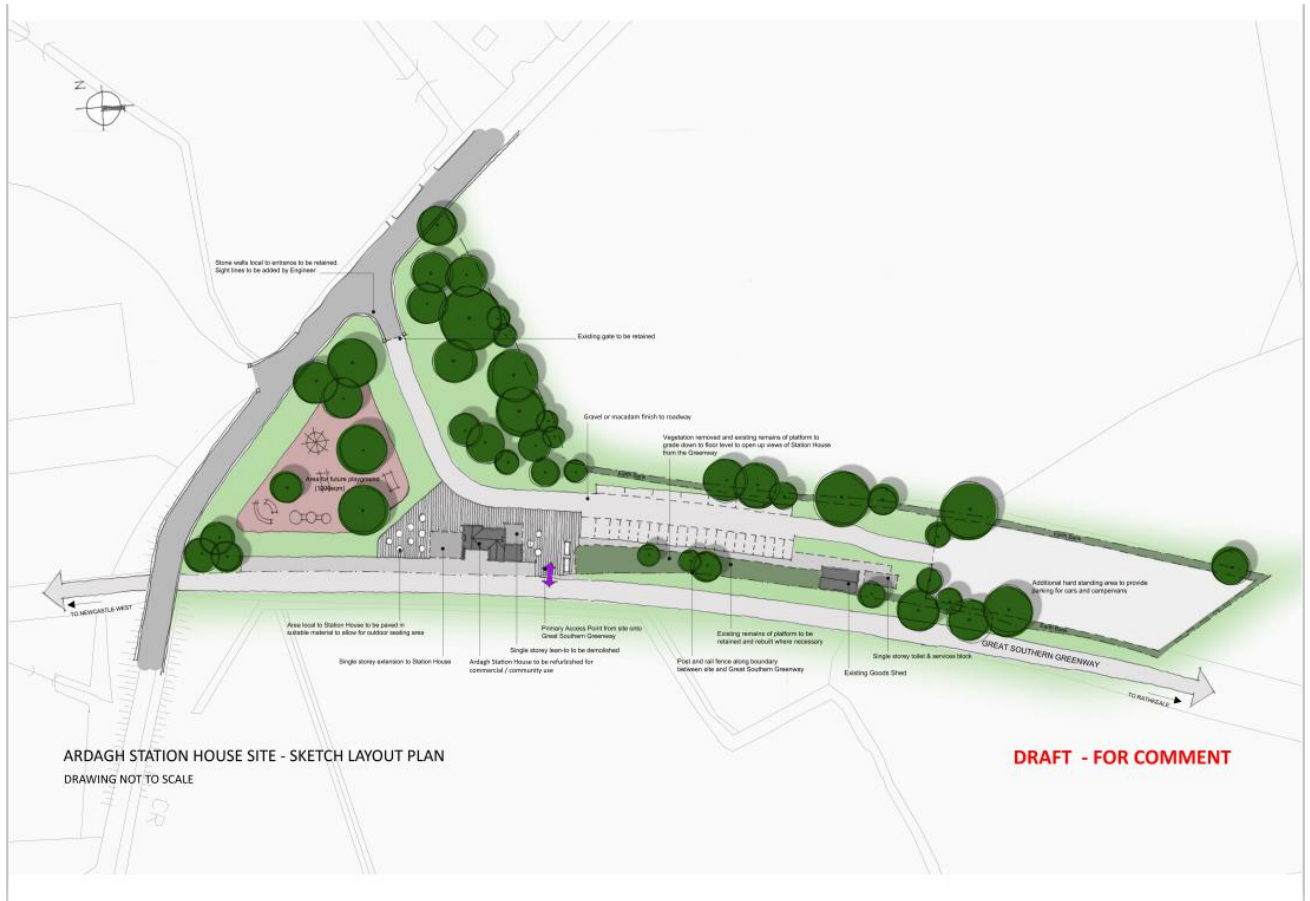 N
Stone walls local to entrance to be retained.
Sight lines to be added by Engineer
Existing gate to be retained
Gravel or macadam finish to roadway
Vegetation removed and existing remains of platform to
grade down to floor level to open up views of Station House
from the Greenway
Earth Bank
Area for future playground
Earth Bank
Additional hard standing area to provide
parking for cars and campervans
Earth Bank
TO NEWCASTLE WEST
Area local to Station House to be paved in
suitable material to allow for outdoor seating area
Primary Access Point from site onto
Great Southern Greenway
Existing remains of platform to be
retained and rebuilt where necessary
GREAT SOUTHERN GREENWAY
Single storey extension to Station House
Single storey lean-to to be demolished
Ardagh Station House to be refurbished for
commercial / community use
Post and rail fence along boundary
between site and Great Southern Greenway
Single storey toilet & services block
Existing Goods Shed
TO RATHKEALE
ARDAGH STATION HOUSE SITE - SKETCH LAYOUT PLAN
DRAWING NOT TO SCALE
DRAFT - FOR COMMENT
CR